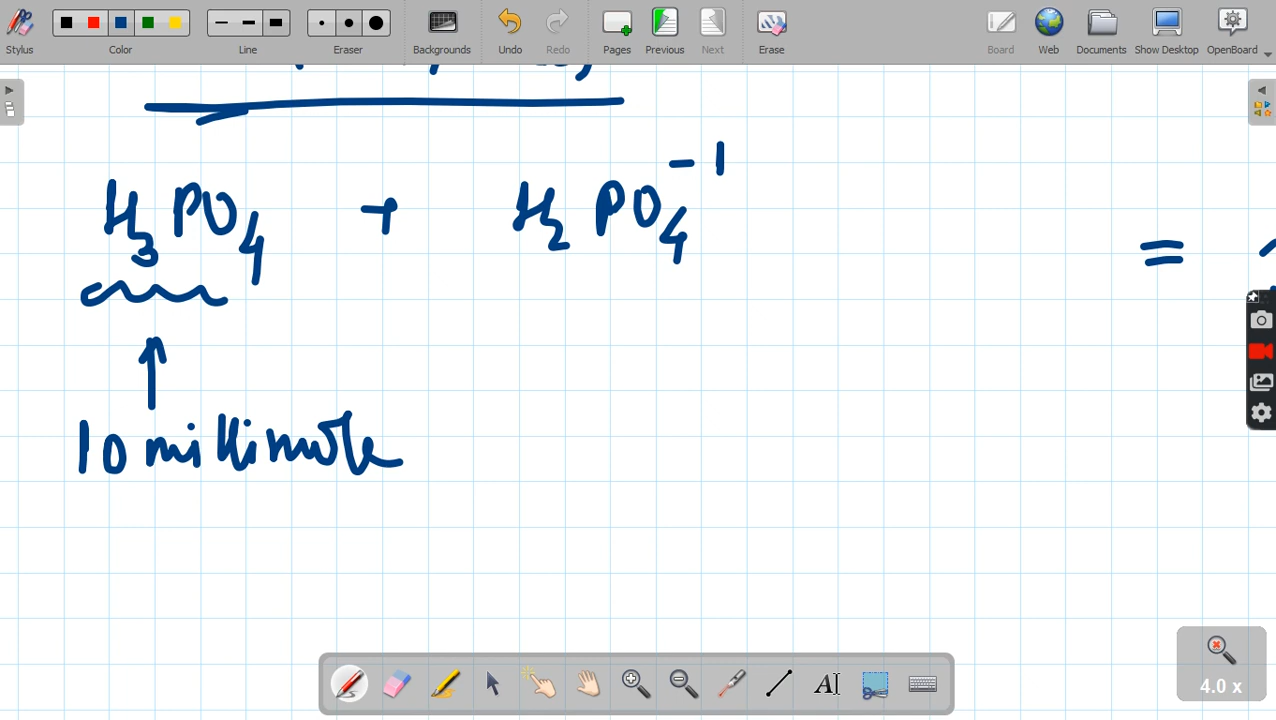 Stylus Color Line Eraser Backgrounds Undo Redo Pages Previous Next Erase Board Web Documents Show Desktop OpenBoard
H₃PO₄ + H₂PO₄⁻¹ =
10 millimole
4.0 x